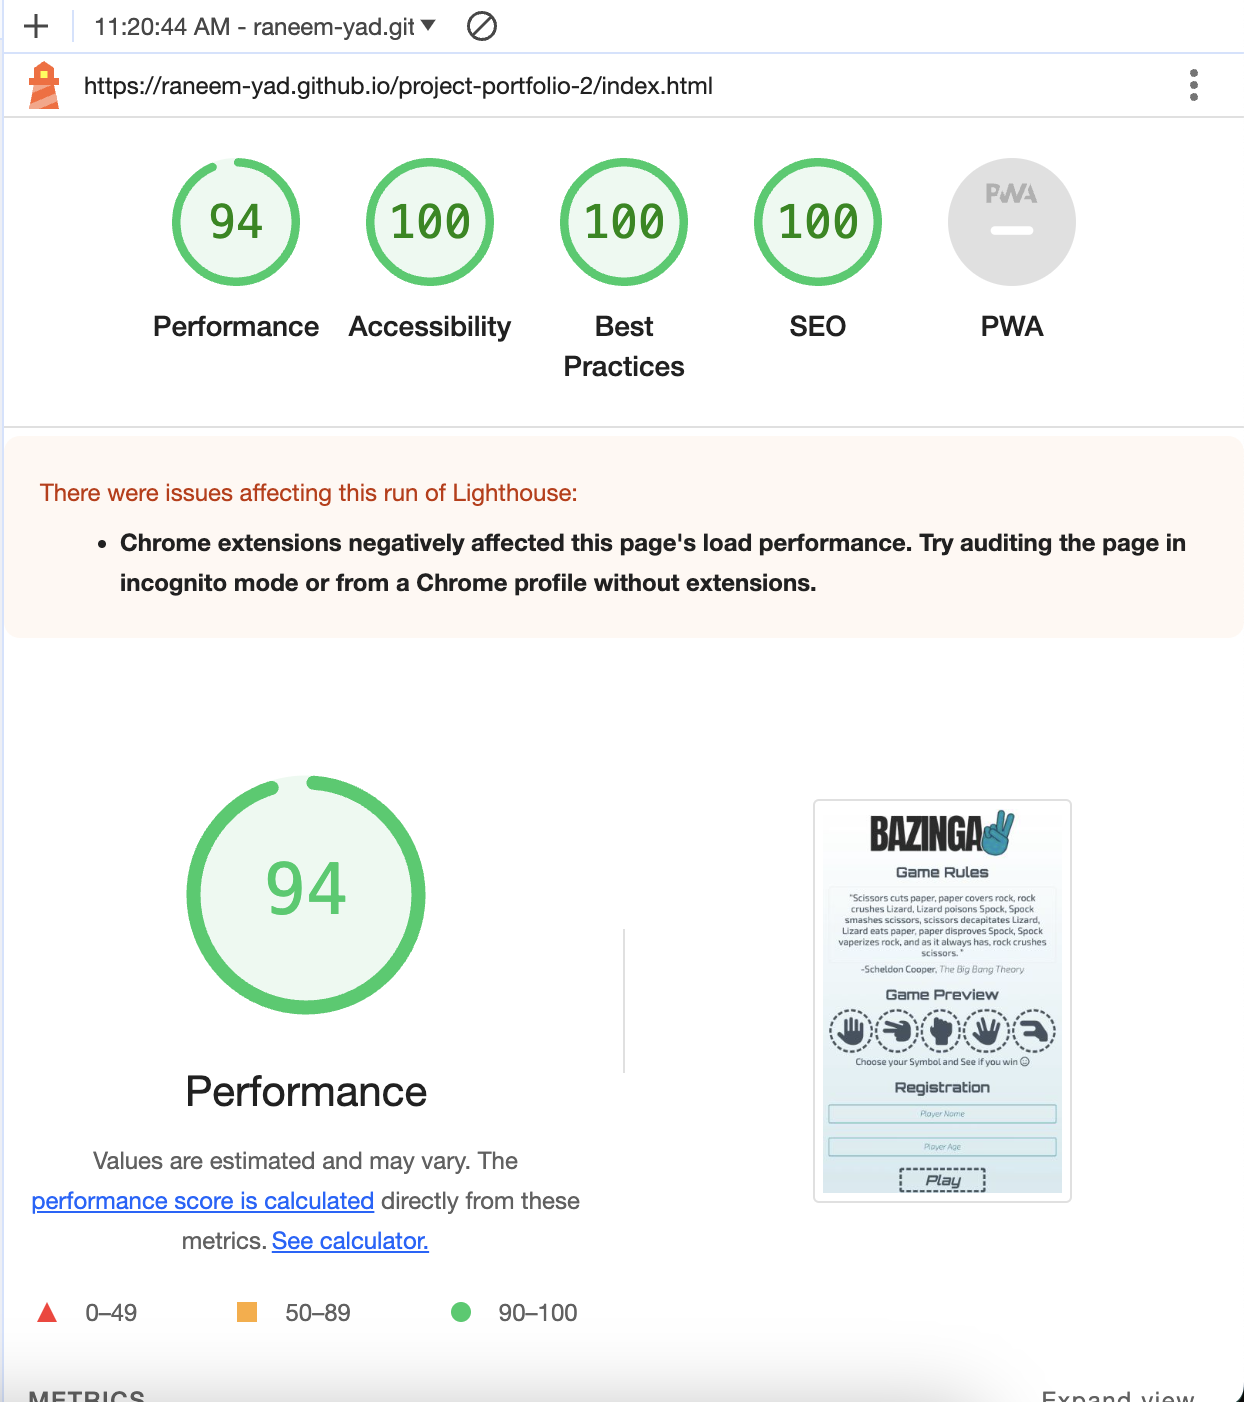 11:20:44 AM - raneem-yad.git
https://raneem-yad.github.io/project-portfolio-2/index.html
94
100
100
100
PWA
Performance
Accessibility
Best
Practices
SEO
PWA
There were issues affecting this run of Lighthouse:
• Chrome extensions negatively affected this page's load performance. Try auditing the page in
incognito mode or from a Chrome profile without extensions.
94
Performance
Values are estimated and may vary. The
performance score is calculated directly from these
metrics. See calculator.
0–49
50–89
90–100
BAZINGA
Game Rules
"Scissors cuts paper, paper covers rock, rock
crushes Lizard, Lizard poisons Spock, Spock
smashes scissors, scissors decapitates Lizard,
Lizard eats paper, paper disproves Spock, Spock
vaperizes rock, and as it always has, rock crushes
scissors. "
-Scheldon Cooper, The Big Bang Theory
Game Preview
Choose your Symbol and See if you win
Registration
Player Name
Player Age
Play
METRICS
Expand view